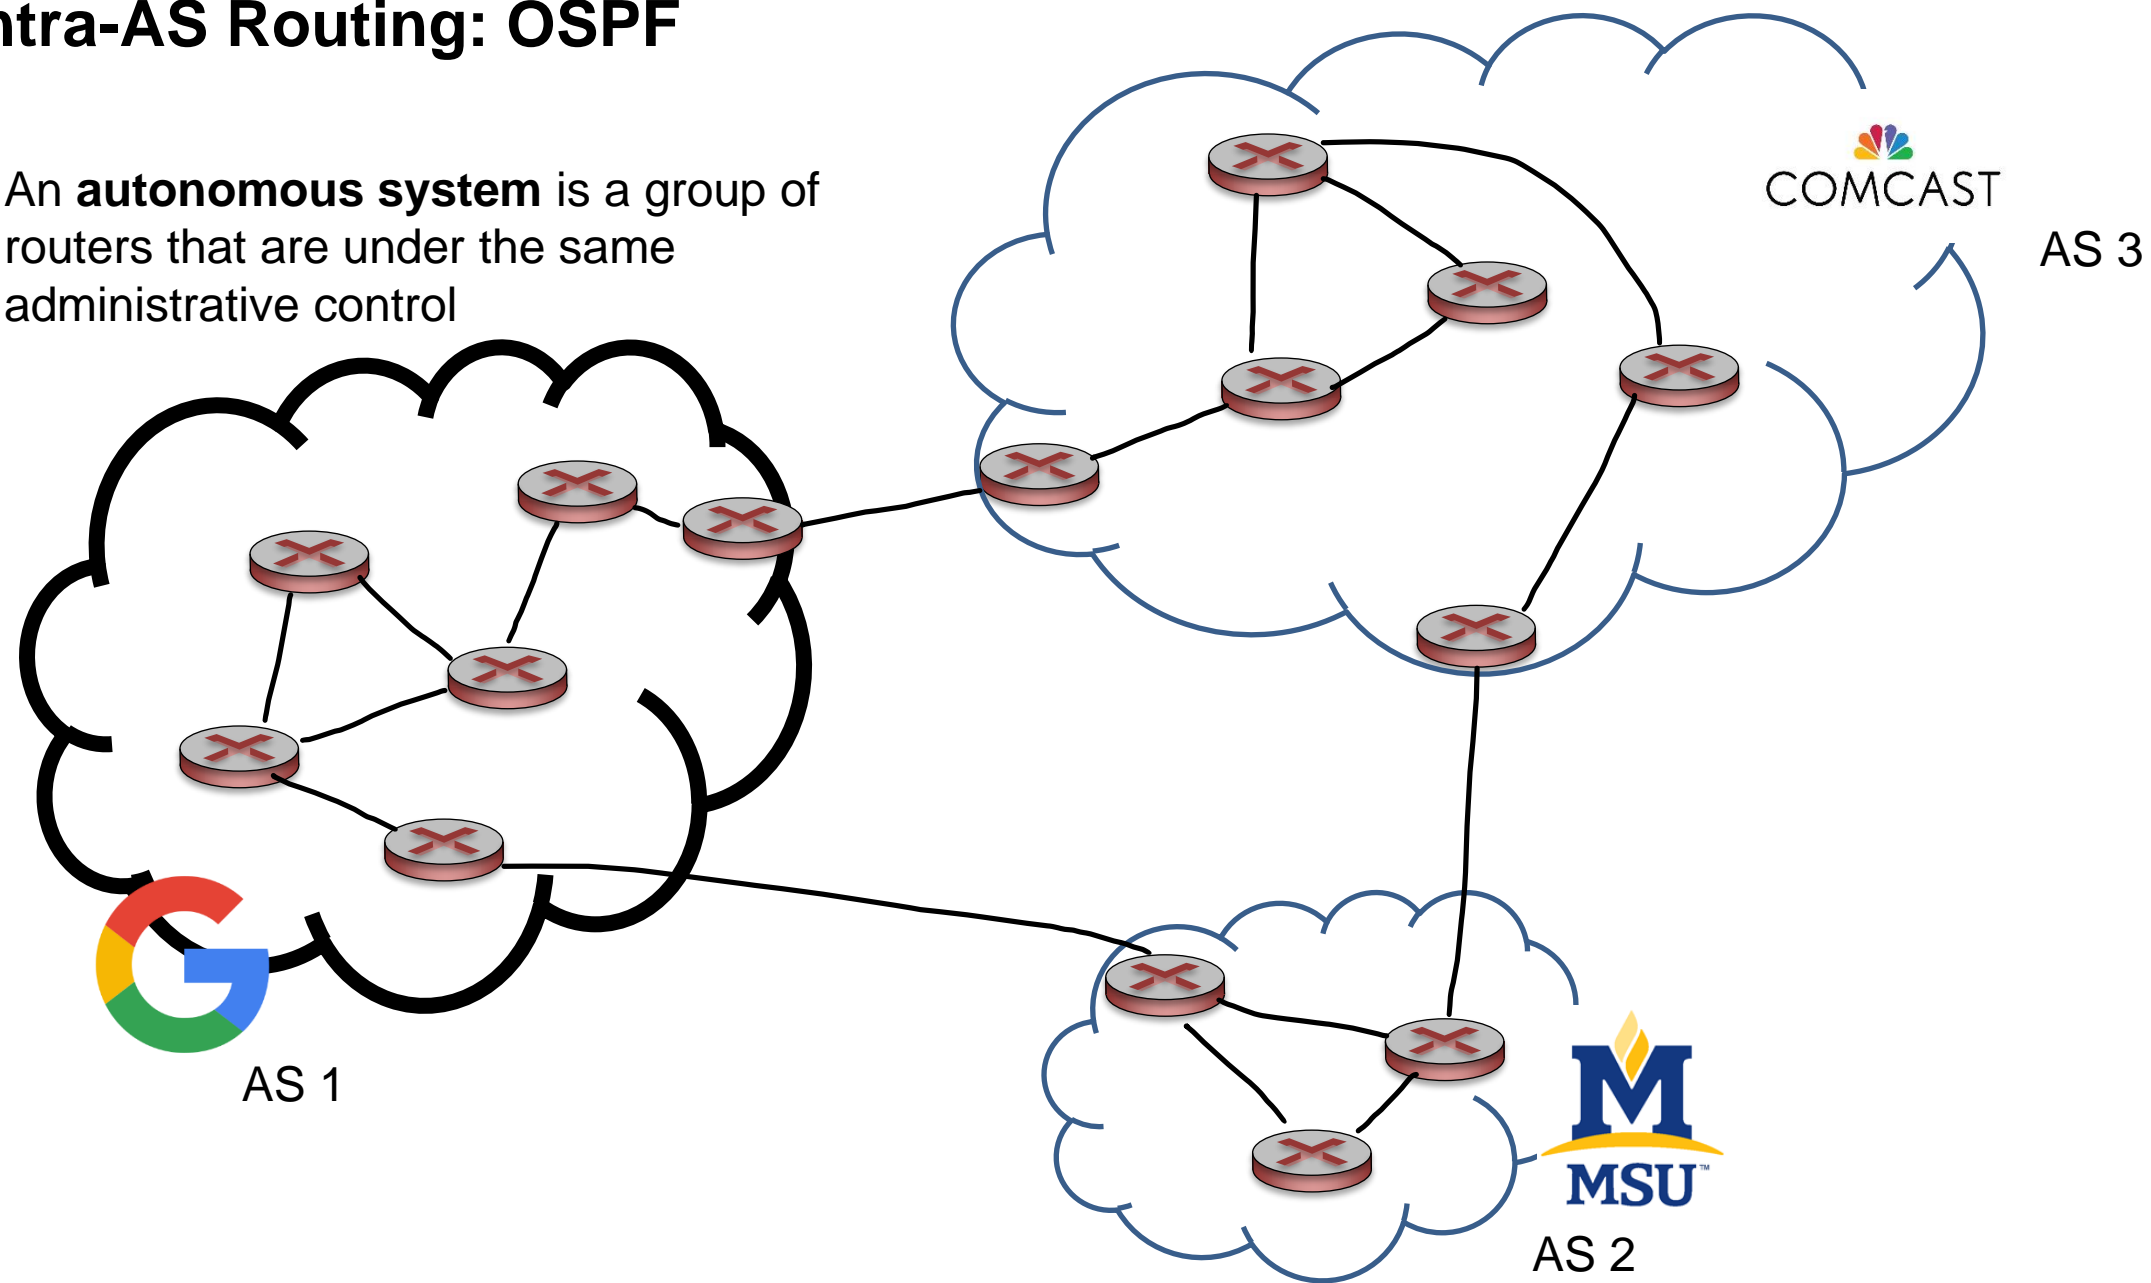 ntra-AS Routing: OSPF
An autonomous system is a group of
routers that are under the same
administrative control
COMCAST
AS 3
AS 1
M
MSU™
AS 2